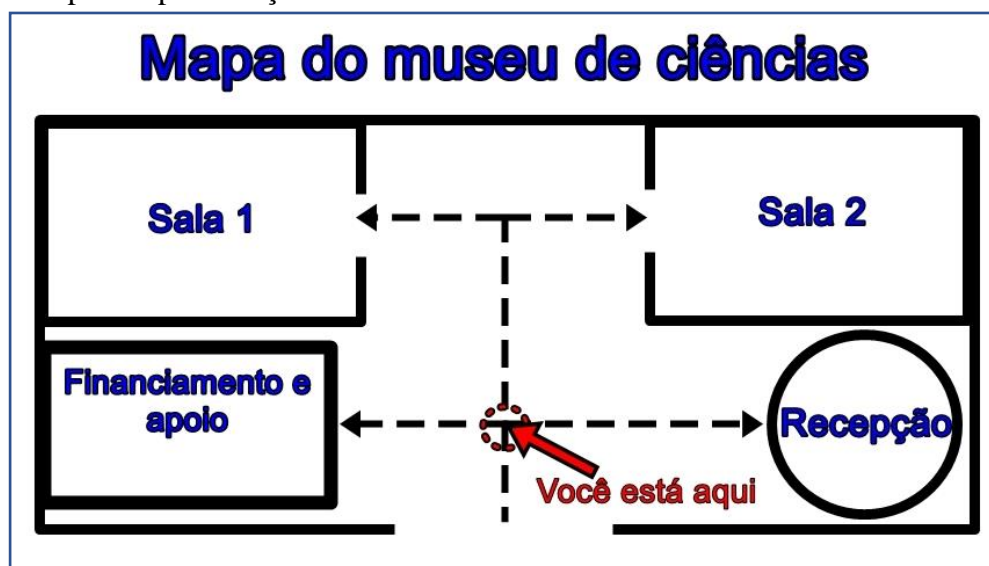 Mapa do museu de ciências
Sala 1
Sala 2
Financiamento e
apoio
Recepção
Você está aqui